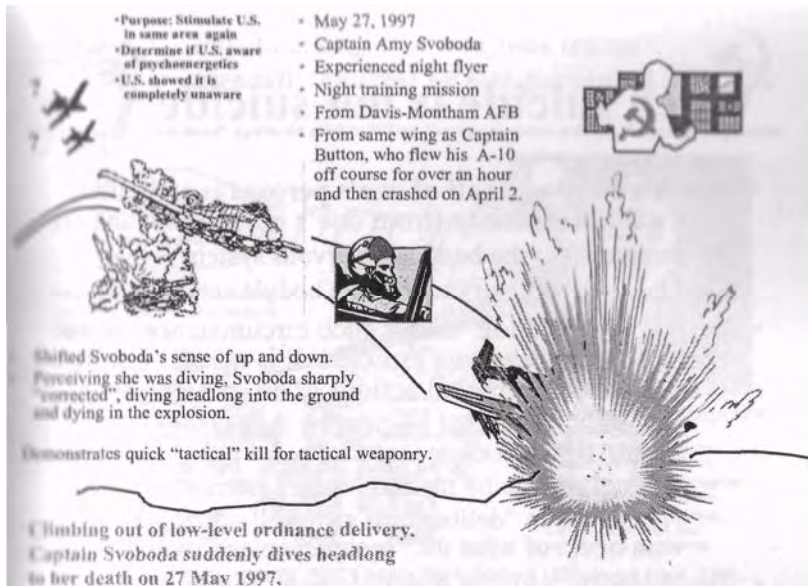 •Purpose: Stimulate U.S.
in same area again
•Determine if U.S. aware
of psychoenergetics
•U.S. showed it is
completely unaware
• May 27, 1997
• Captain Amy Svoboda
• Experienced night flyer
• Night training mission
• From Davis-Montham AFB
• From same wing as Captain
Button, who flew his A-10
off course for over an hour
and then crashed on April 2.
?
?
• Shifted Svoboda's sense of up and down.
• Perceiving she was diving, Svoboda sharply
"corrected", diving headlong into the ground
and dying in the explosion.
Demonstrates quick "tactical" kill for tactical weaponry.
Climbing out of low-level ordnance delivery,
Captain Svoboda suddenly dives headlong
to her death on 27 May 1997.